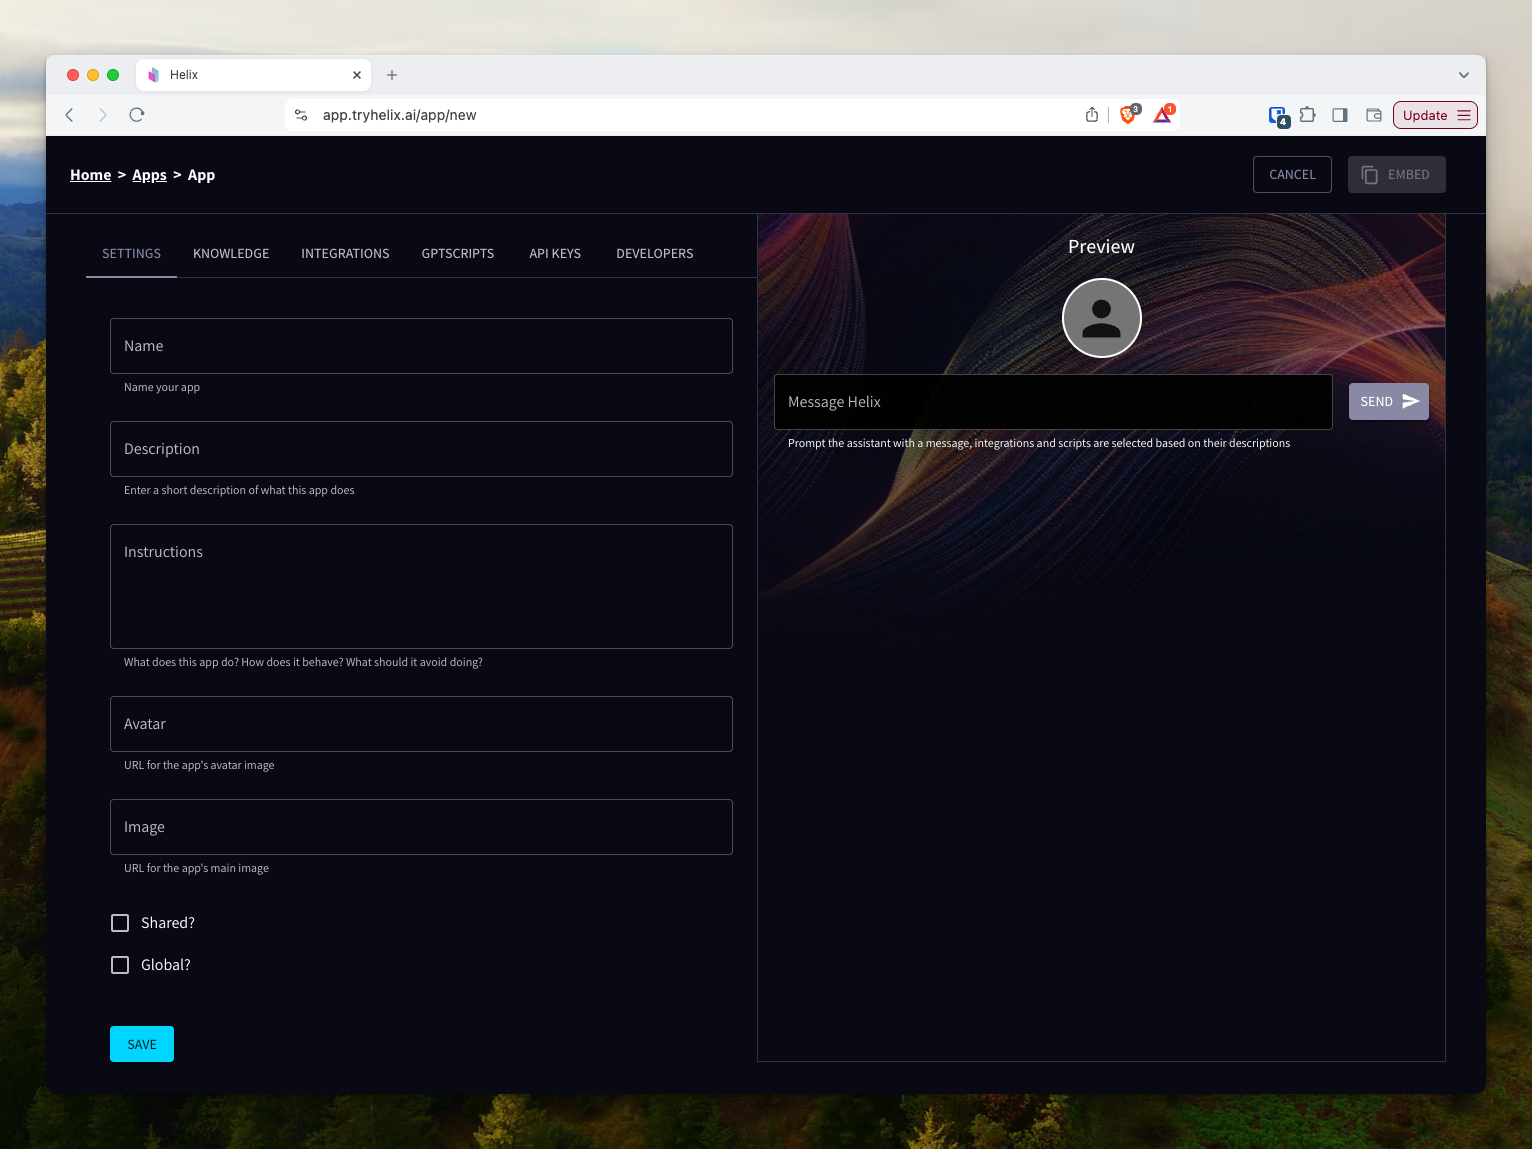 Helix
app.tryhelix.ai/app/new
3
1
4
Update
Home > Apps > App
CANCEL
EMBED
SETTINGS
KNOWLEDGE
INTEGRATIONS
GPTSCRIPTS
API KEYS
DEVELOPERS
Name
Name your app
Description
Enter a short description of what this app does
Instructions
What does this app do? How does it behave? What should it avoid doing?
Avatar
URL for the app's avatar image
Image
URL for the app's main image
Shared?
Global?
SAVE
Preview
Message Helix
SEND
Prompt the assistant with a message, integrations and scripts are selected based on their descriptions